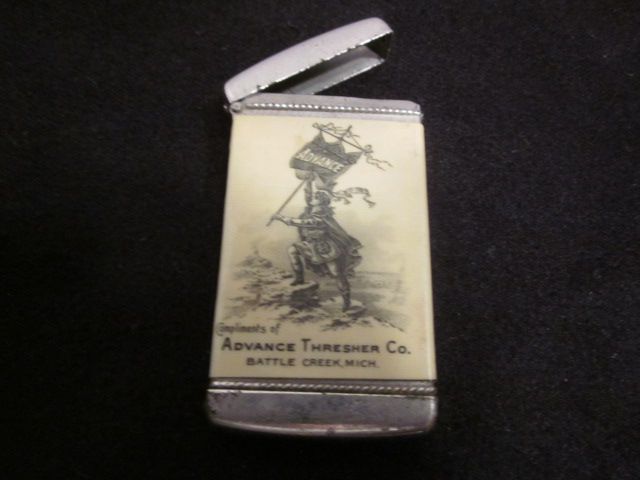 ADVANCE
Compliments of
ADVANCE THRESHER CO.
BATTLE CREEK, MICH.